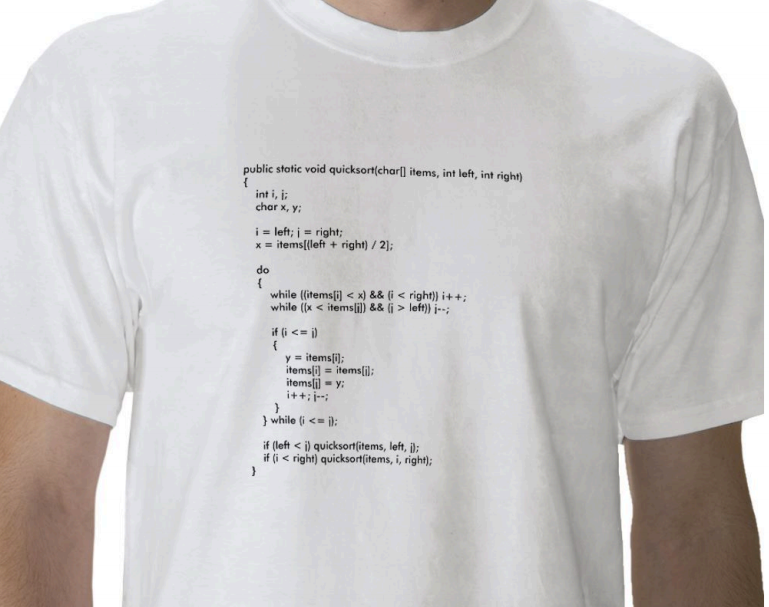 public static void quicksort(char[] items, int left, int right)
{
int i, j;
char x, y;
i = left; j = right;
x = items[(left + right) / 2];
do
{
while ((items[i] < x) && (i < right)) i++;
while ((x < items[j]) && (j > left)) j--;
if (i <= j)
{
y = items[i];
items[i] = items[j];
items[j] = y;
i++; j--;
}
} while (i <= j);
if (left < j) quicksort(items, left, j);
if (i < right) quicksort(items, i, right);
}